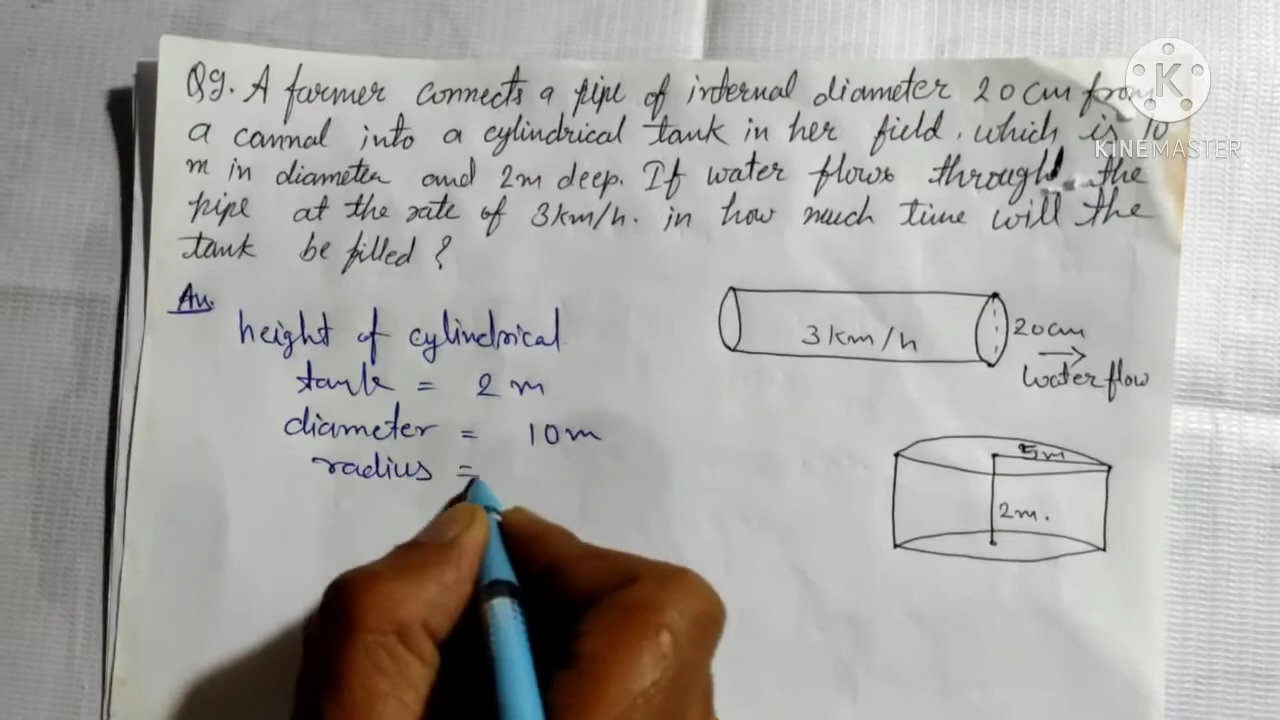 Q9. A farmer connects a pipe of internal diameter 20 cm from
a cannal into a cylindrical tank in her field. which is 10
m in diameter and 2m deep. If water flows through the
pipe at the rate of 3km/h. in how much time will the
tank be filled ?
Ans.
height of cylindrical
tank = 2 m
diameter = 10m
radius =
3km/h
20cm
water flow
5m
2m.
K
KINEMASTER